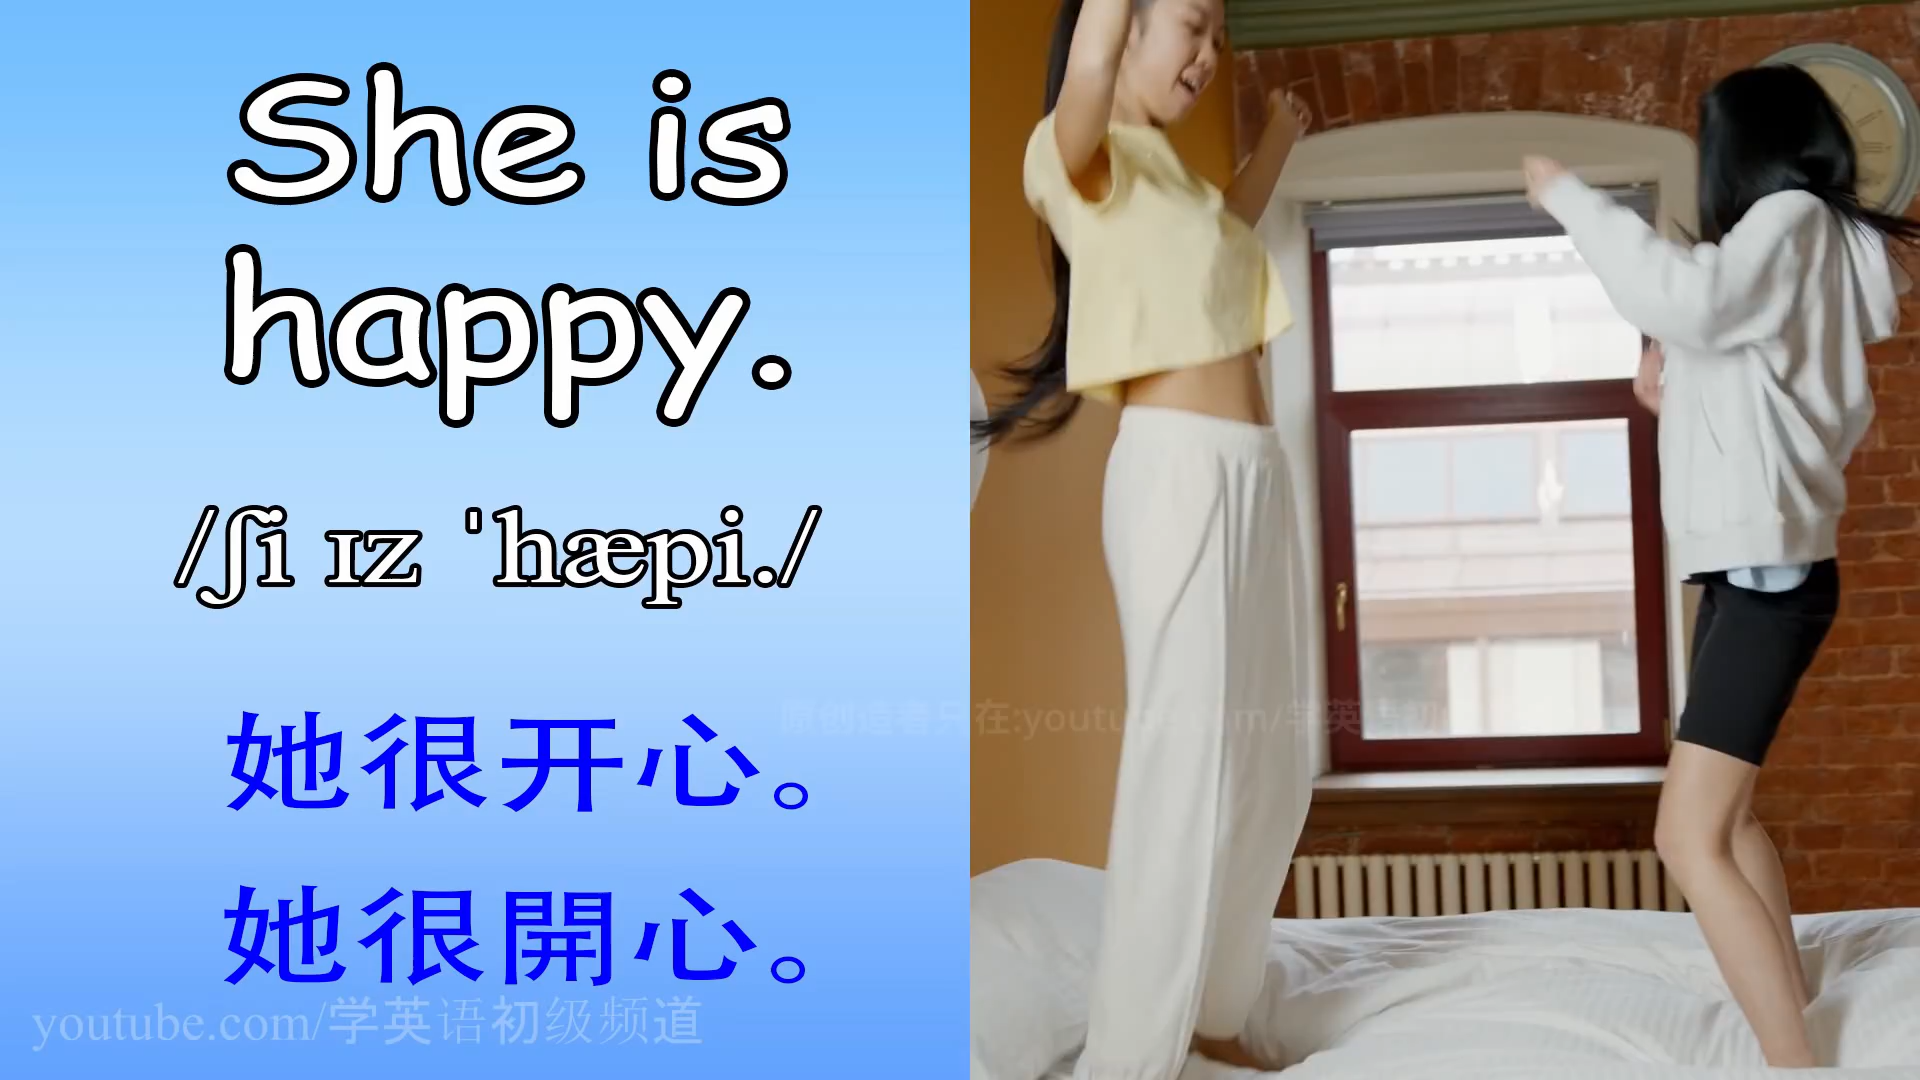 She is
happy.
/ʃi ɪz ˈhæpi./
她很开心。
她很開心。
youtube.com/学英语初级频道